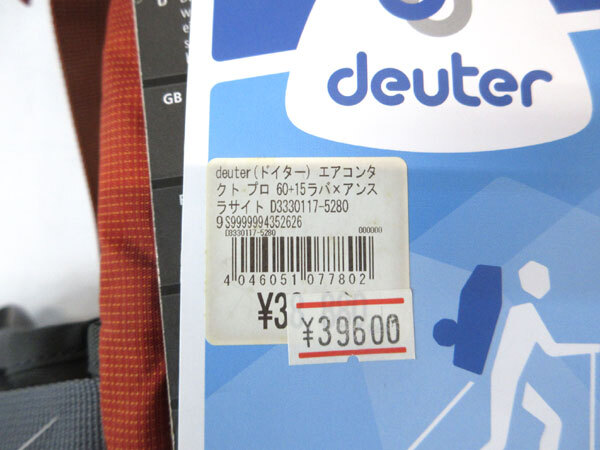 deuter
GB
deuter(ドイター) エアコンタ
クト プロ 60+15ラバ×アンス
ラサイト D3330117-5280
9S9999994352626
D3330117-5280 000000
4 046051 077802
¥39600